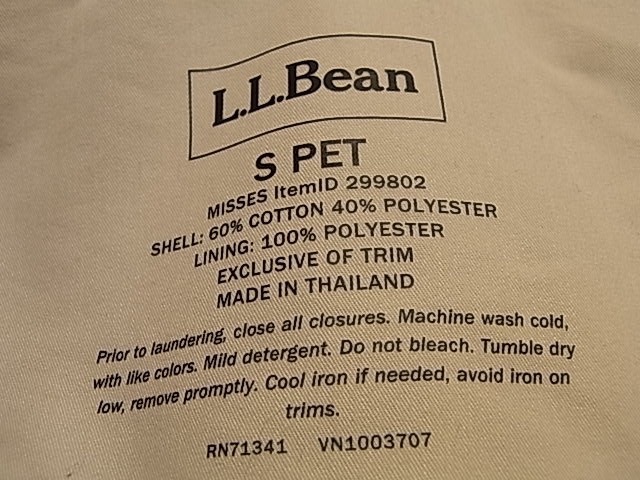 L.L.Bean
S PET
MISSES ItemID 299802
SHELL: 60% COTTON 40% POLYESTER
LINING: 100% POLYESTER
EXCLUSIVE OF TRIM
MADE IN THAILAND
Prior to laundering, close all closures. Machine wash cold,
with like colors. Mild detergent. Do not bleach. Tumble dry
low, remove promptly. Cool iron if needed, avoid iron on
trims.
RN71341 VN1003707